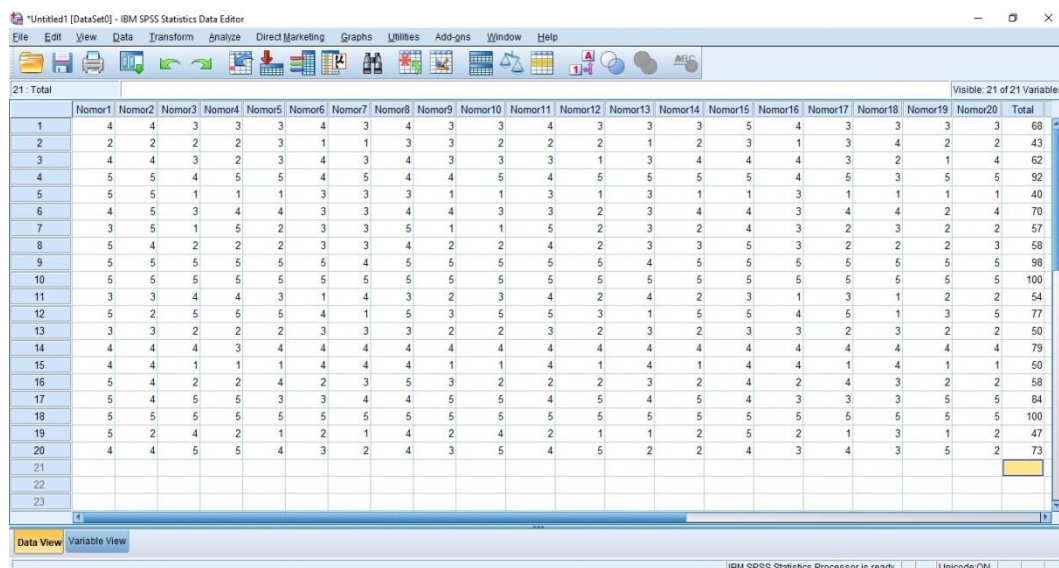 *Untitled1 [DataSet0] - IBM SPSS Statistics Data Editor
File Edit View Data Transform Analyze Direct Marketing Graphs Utilities Add-ons Window Help
21 : Total Visible: 21 of 21 Variables
Nomor1 Nomor2 Nomor3 Nomor4 Nomor5 Nomor6 Nomor7 Nomor8 Nomor9 Nomor10 Nomor11 Nomor12 Nomor13 Nomor14 Nomor15 Nomor16 Nomor17 Nomor18 Nomor19 Nomor20 Total
1 4 4 3 3 3 4 3 4 3 3 4 3 3 3 5 4 3 3 3 3 68
2 2 2 2 2 3 1 1 3 3 2 2 2 1 2 3 1 3 4 2 2 43
3 4 4 3 2 3 4 3 4 3 3 3 1 3 4 4 4 3 2 1 4 62
4 5 5 4 5 5 4 5 4 4 5 4 5 5 5 5 4 5 3 5 5 92
5 5 5 1 1 1 3 3 3 1 1 3 1 3 1 1 3 1 1 1 1 40
6 4 5 3 4 4 3 3 4 4 3 3 2 3 4 4 3 4 4 2 4 70
7 3 5 1 5 2 3 3 5 1 1 5 2 3 2 4 3 2 3 2 2 57
8 5 4 2 2 2 3 3 4 2 2 4 2 3 3 5 3 2 2 2 3 58
9 5 5 5 5 5 5 4 5 5 5 5 5 4 5 5 5 5 5 5 5 98
10 5 5 5 5 5 5 5 5 5 5 5 5 5 5 5 5 5 5 5 5 100
11 3 3 4 4 3 1 4 3 2 3 4 2 4 2 3 1 3 1 2 2 54
12 5 2 5 5 5 4 1 5 3 5 5 3 1 5 5 4 5 1 3 5 77
13 3 3 2 2 2 3 3 3 2 2 3 2 3 2 3 3 2 3 2 2 50
14 4 4 4 3 4 4 4 4 4 4 4 4 4 4 4 4 4 4 4 4 79
15 4 4 1 1 1 4 4 4 1 1 4 1 4 1 4 4 1 4 1 1 50
16 5 4 2 2 4 2 3 5 3 2 2 2 3 2 4 2 4 3 2 2 58
17 5 4 5 5 3 3 4 4 5 5 4 5 4 5 4 3 3 3 5 5 84
18 5 5 5 5 5 5 5 5 5 5 5 5 5 5 5 5 5 5 5 5 100
19 5 2 4 2 1 2 1 4 2 4 2 1 1 2 5 2 1 3 1 2 47
20 4 4 5 5 4 3 2 4 3 5 4 5 2 2 4 3 4 3 5 2 73
21
22
23
Data View Variable View
IBM SPSS Statistics Processor is ready Unicode:ON